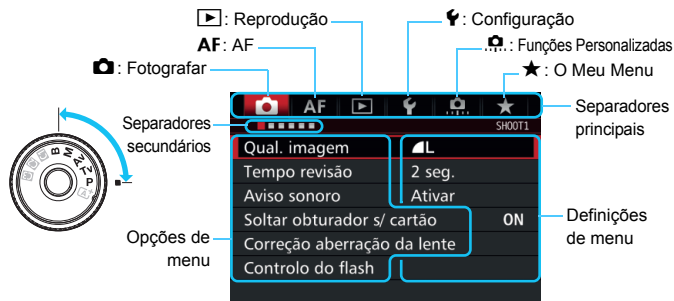 : Reprodução
AF: AF
: Fotografar
: Configuração
: Funções Personalizadas
★: O Meu Menu
Separadores
principais
Separadores
secundários
AF
SHOOT1
Qual. imagem
L
Tempo revisão
2 seg.
Aviso sonoro
Ativar
Soltar obturador s/ cartão
ON
Correção aberração da lente
Controlo do flash
Opções de
menu
Definições
de menu
B
M
Av
Tv
P
A+